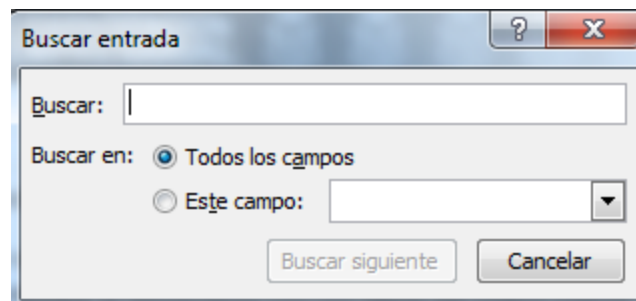 Buscar entrada
Buscar:
Buscar en: Todos los campos
Este campo:
Buscar siguiente Cancelar